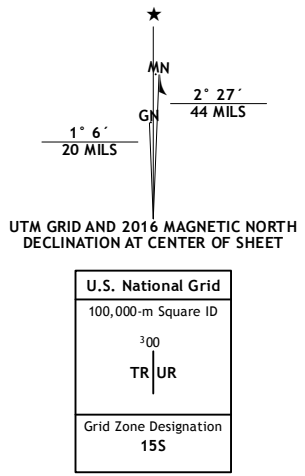 MN
2° 27´
44 MILS
GN
1° 6´
20 MILS
UTM GRID AND 2016 MAGNETIC NORTH
DECLINATION AT CENTER OF SHEET
U.S. National Grid
100,000-m Square ID
³00
TR UR
Grid Zone Designation
15S